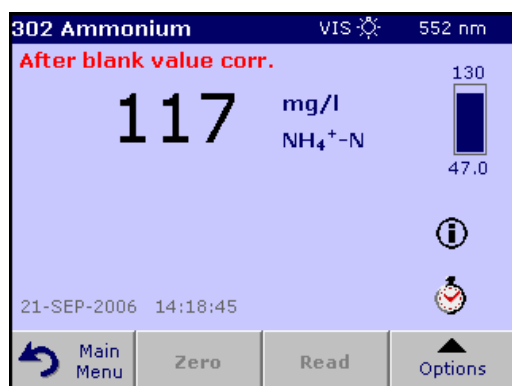 302 Ammonium VIS 552 nm
After blank value corr.
130
117 mg/l
NH₄⁺-N
47.0
21-SEP-2006 14:18:45
Main Menu
Zero
Read
Options